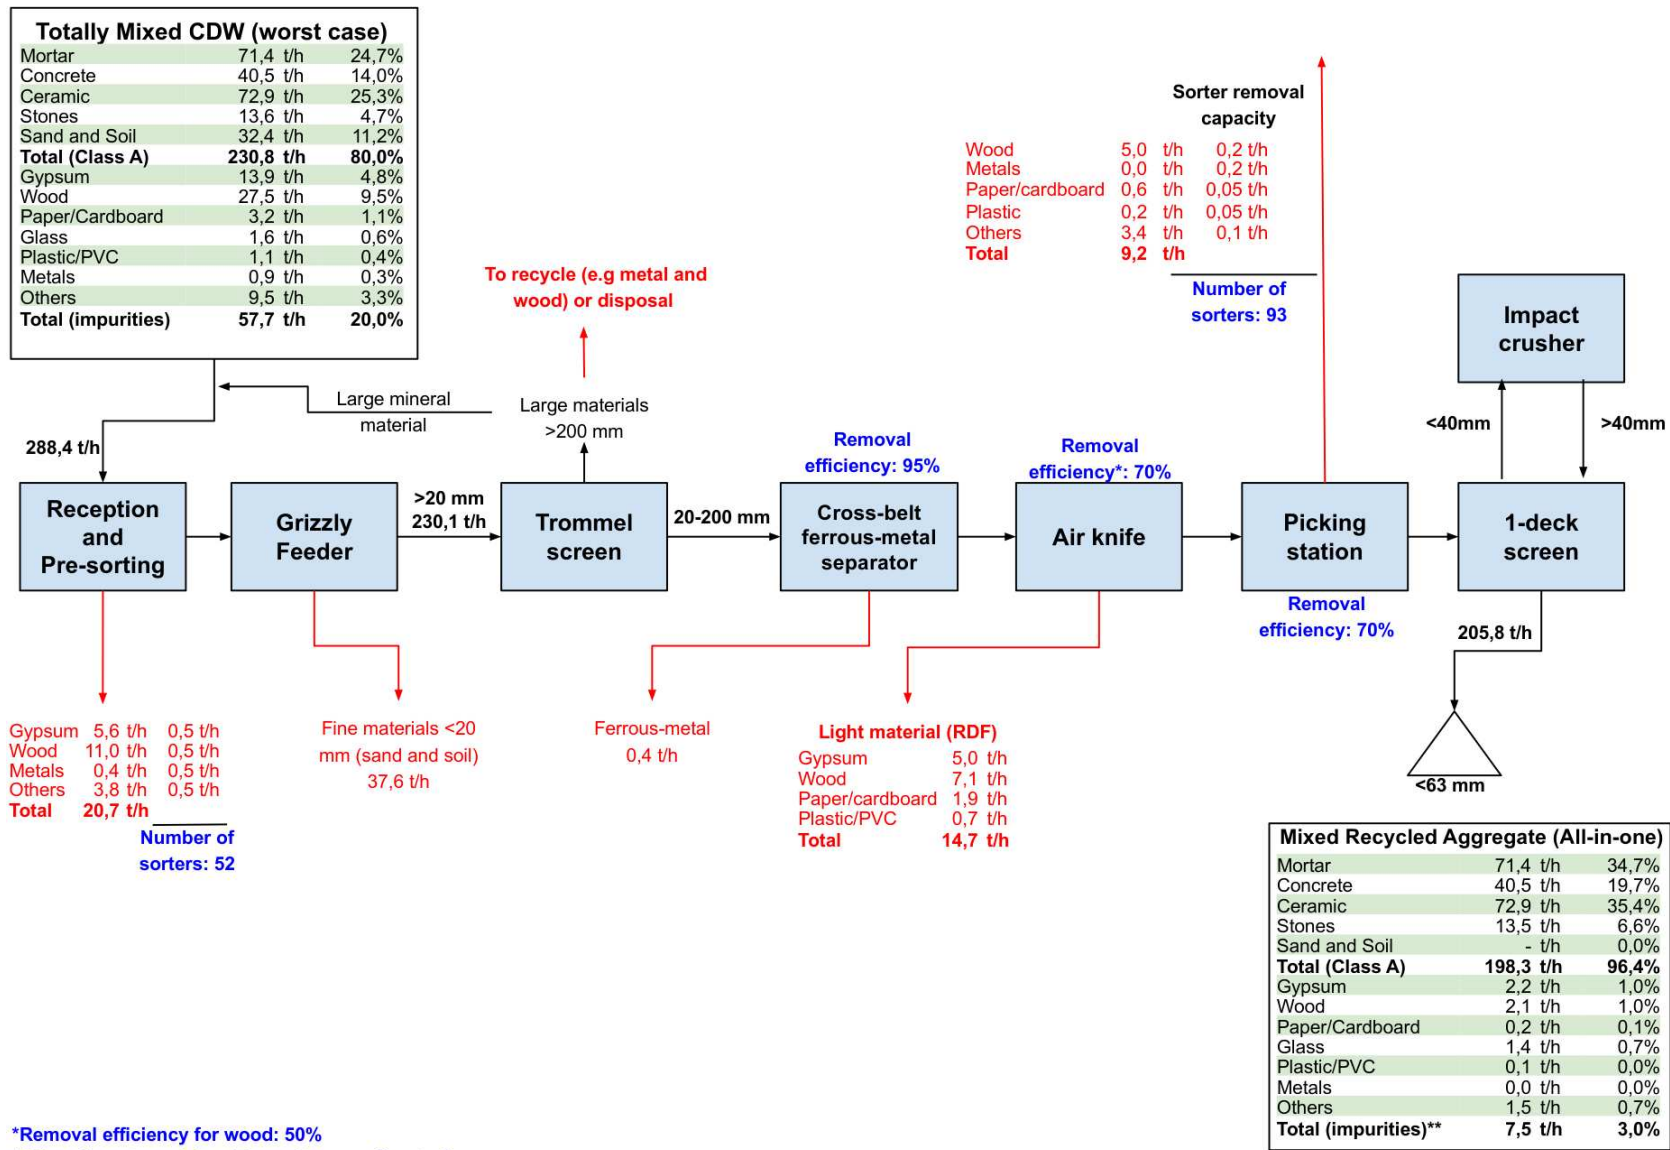 Totally Mixed CDW (worst case)
Mortar 71,4 t/h 24,7%
Concrete 40,5 t/h 14,0%
Ceramic 72,9 t/h 25,3%
Stones 13,6 t/h 4,7%
Sand and Soil 32,4 t/h 11,2%
Total (Class A) 230,8 t/h 80,0%
Gypsum 13,9 t/h 4,8%
Wood 27,5 t/h 9,5%
Paper/Cardboard 3,2 t/h 1,1%
Glass 1,6 t/h 0,6%
Plastic/PVC 1,1 t/h 0,4%
Metals 0,9 t/h 0,3%
Others 9,5 t/h 3,3%
Total (impurities) 57,7 t/h 20,0%
Sorter removal
capacity
Wood 5,0 t/h 0,2 t/h
Metals 0,0 t/h 0,2 t/h
Paper/cardboard 0,6 t/h 0,05 t/h
Plastic 0,2 t/h 0,05 t/h
Others 3,4 t/h 0,1 t/h
Total 9,2 t/h
Number of
sorters: 93
To recycle (e.g metal and
wood) or disposal
Large mineral
material
Large materials
>200 mm
Impact
crusher
<40mm
>40mm
288,4 t/h
Removal
efficiency: 95%
Removal
efficiency*: 70%
Reception
and
Pre-sorting
Grizzly
Feeder
>20 mm
230,1 t/h
Trommel
screen
20-200 mm
Cross-belt
ferrous-metal
separator
Air knife
Picking
station
1-deck
screen
Removal
efficiency: 70%
205,8 t/h
<63 mm
Gypsum 5,6 t/h 0,5 t/h
Wood 11,0 t/h 0,5 t/h
Metals 0,4 t/h 0,5 t/h
Others 3,8 t/h 0,5 t/h
Total 20,7 t/h
Number of
sorters: 52
Fine materials <20
mm (sand and soil)
37,6 t/h
Ferrous-metal
0,4 t/h
Light material (RDF)
Gypsum 5,0 t/h
Wood 7,1 t/h
Paper/cardboard 1,9 t/h
Plastic/PVC 0,7 t/h
Total 14,7 t/h
Mixed Recycled Aggregate (All-in-one)
Mortar 71,4 t/h 34,7%
Concrete 40,5 t/h 19,7%
Ceramic 72,9 t/h 35,4%
Stones 13,5 t/h 6,6%
Sand and Soil - t/h 0,0%
Total (Class A) 198,3 t/h 96,4%
Gypsum 2,2 t/h 1,0%
Wood 2,1 t/h 1,0%
Paper/Cardboard 0,2 t/h 0,1%
Glass 1,4 t/h 0,7%
Plastic/PVC 0,1 t/h 0,0%
Metals 0,0 t/h 0,0%
Others 1,5 t/h 0,7%
Total (impurities)** 7,5 t/h 3,0%
*Removal efficiency for wood: 50%